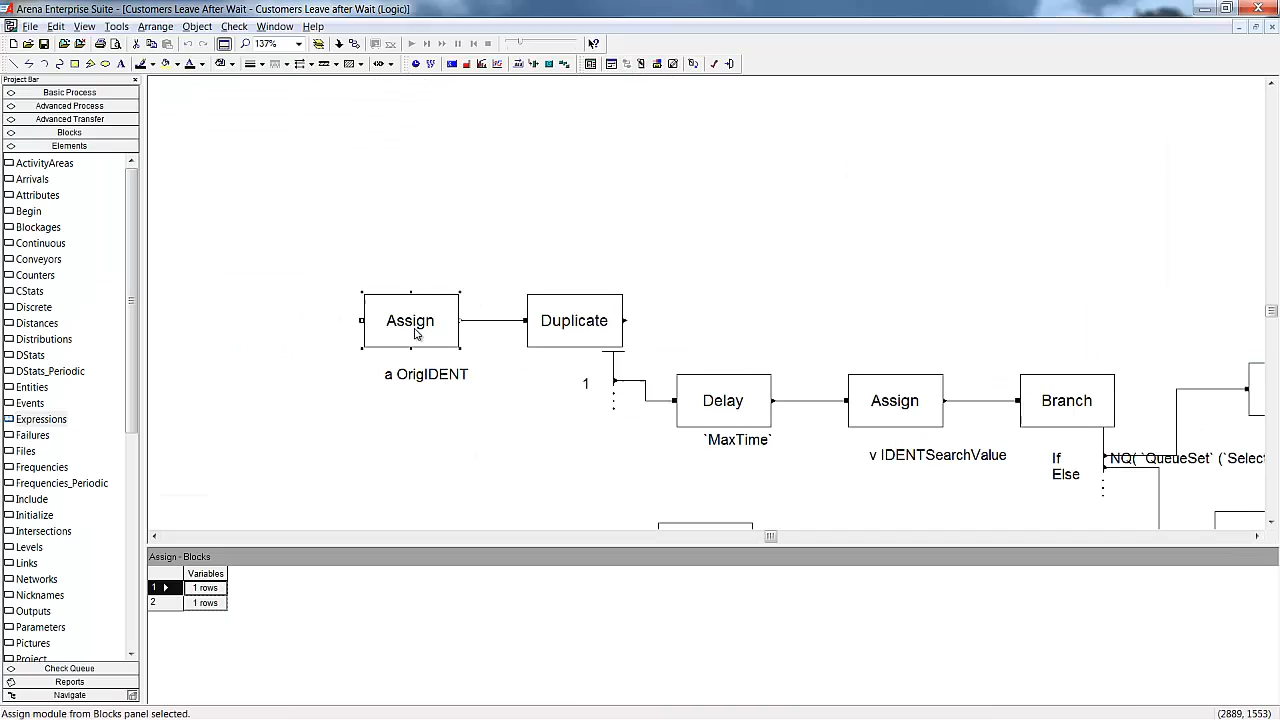 Arena Enterprise Suite - [Customers Leave After Wait - Customers Leave after Wait (Logic)]
File Edit View Tools Arrange Object Check Window Help
137%
Project Bar
Basic Process
Advanced Process
Advanced Transfer
Blocks
Elements
ActivityAreas
Arrivals
Attributes
Begin
Blockages
Continuous
Conveyors
Counters
CStats
Discrete
Distances
Distributions
DStats
DStats_Periodic
Entities
Events
Expressions
Failures
Files
Frequencies
Frequencies_Periodic
Include
Initialize
Intersections
Levels
Links
Networks
Nicknames
Outputs
Parameters
Pictures
Project
Check Queue
Reports
Navigate
Assign
Duplicate
a OrigIDENT
1
Delay
Assign
Branch
`MaxTime`
v IDENTSearchValue
If
Else
NQ( `QueueSet` (`Selec
Assign - Blocks
Variables
1 1 rows
2 1 rows
Assign module from Blocks panel selected.
(2889, 1553)